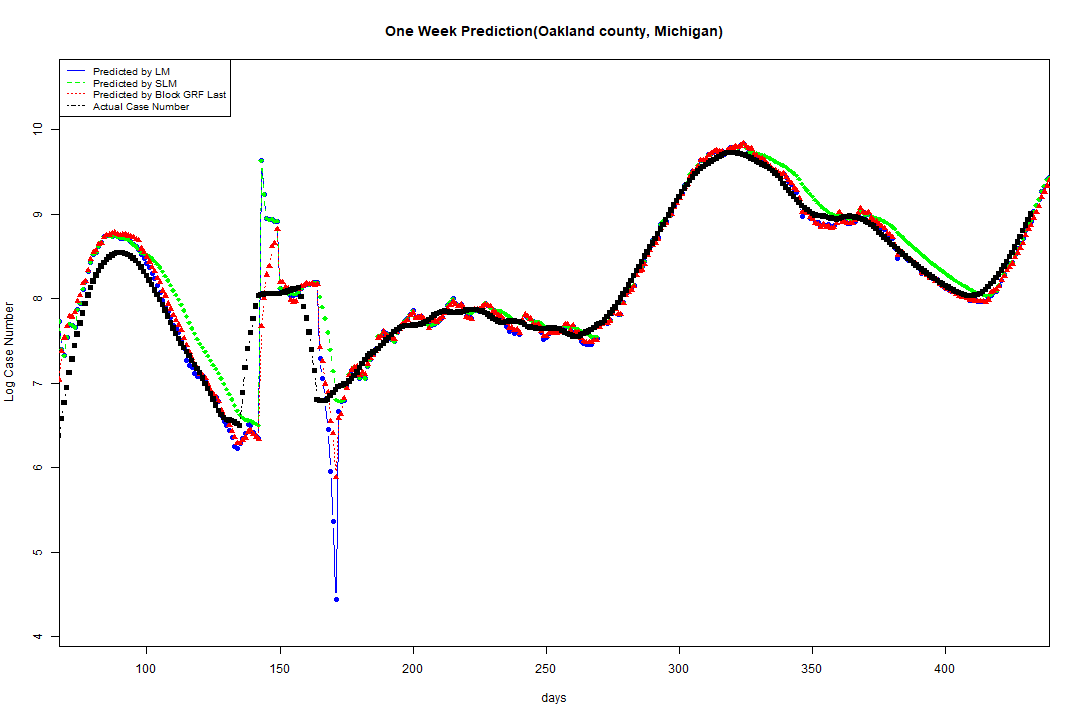 One Week Prediction(Oakland county, Michigan)
Predicted by LM
Predicted by SLM
Predicted by Block GRF Last
Actual Case Number
Log Case Number
10
9
8
7
6
5
4
100 150 200 250 300 350 400
days